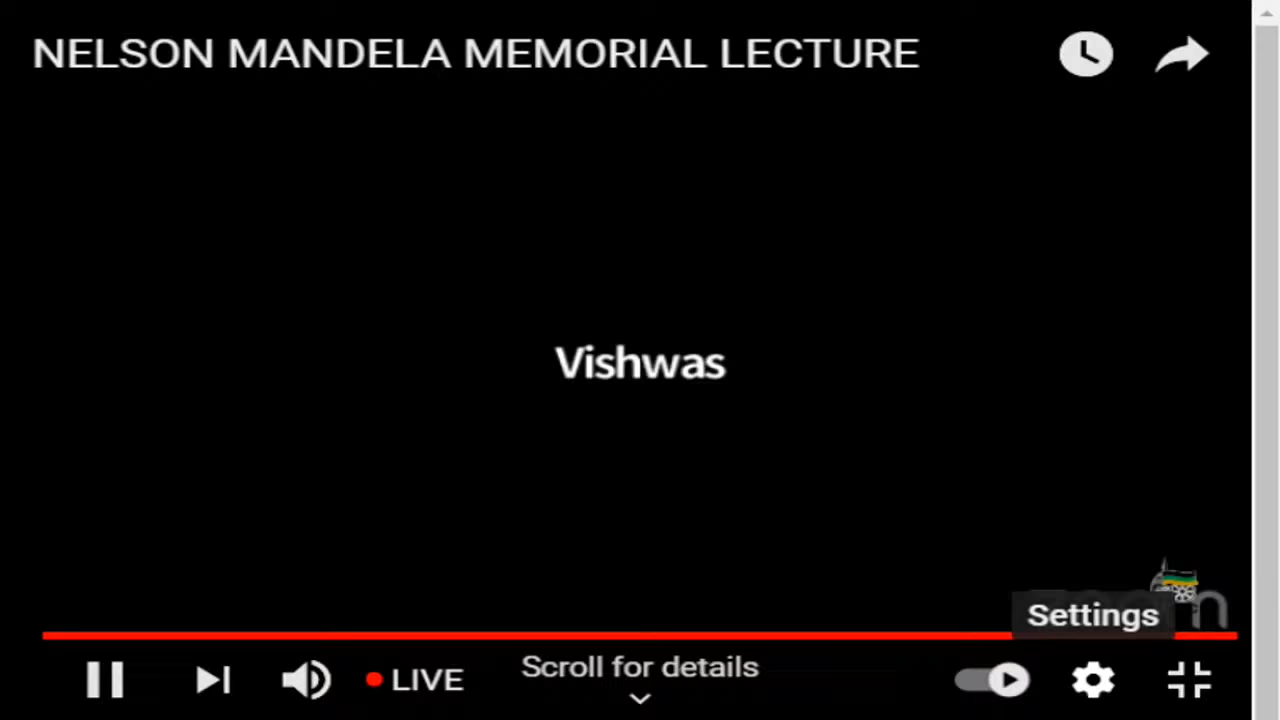 NELSON MANDELA MEMORIAL LECTURE
Vishwas
Settings
LIVE
Scroll for details